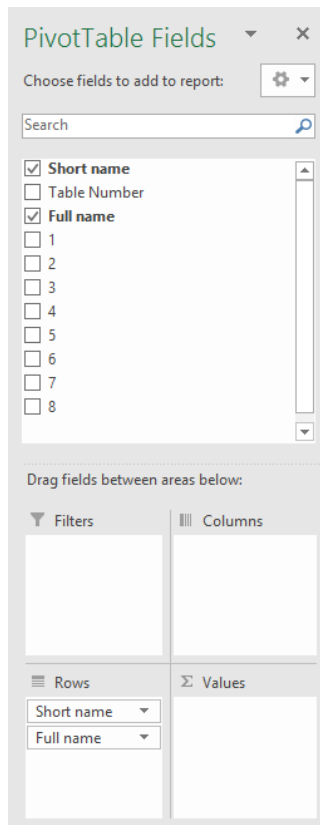 PivotTable Fields
Choose fields to add to report:
Search
Short name
Table Number
Full name
1
2
3
4
5
6
7
8
Drag fields between areas below:
Filters
Columns
Rows
Σ Values
Short name
Full name